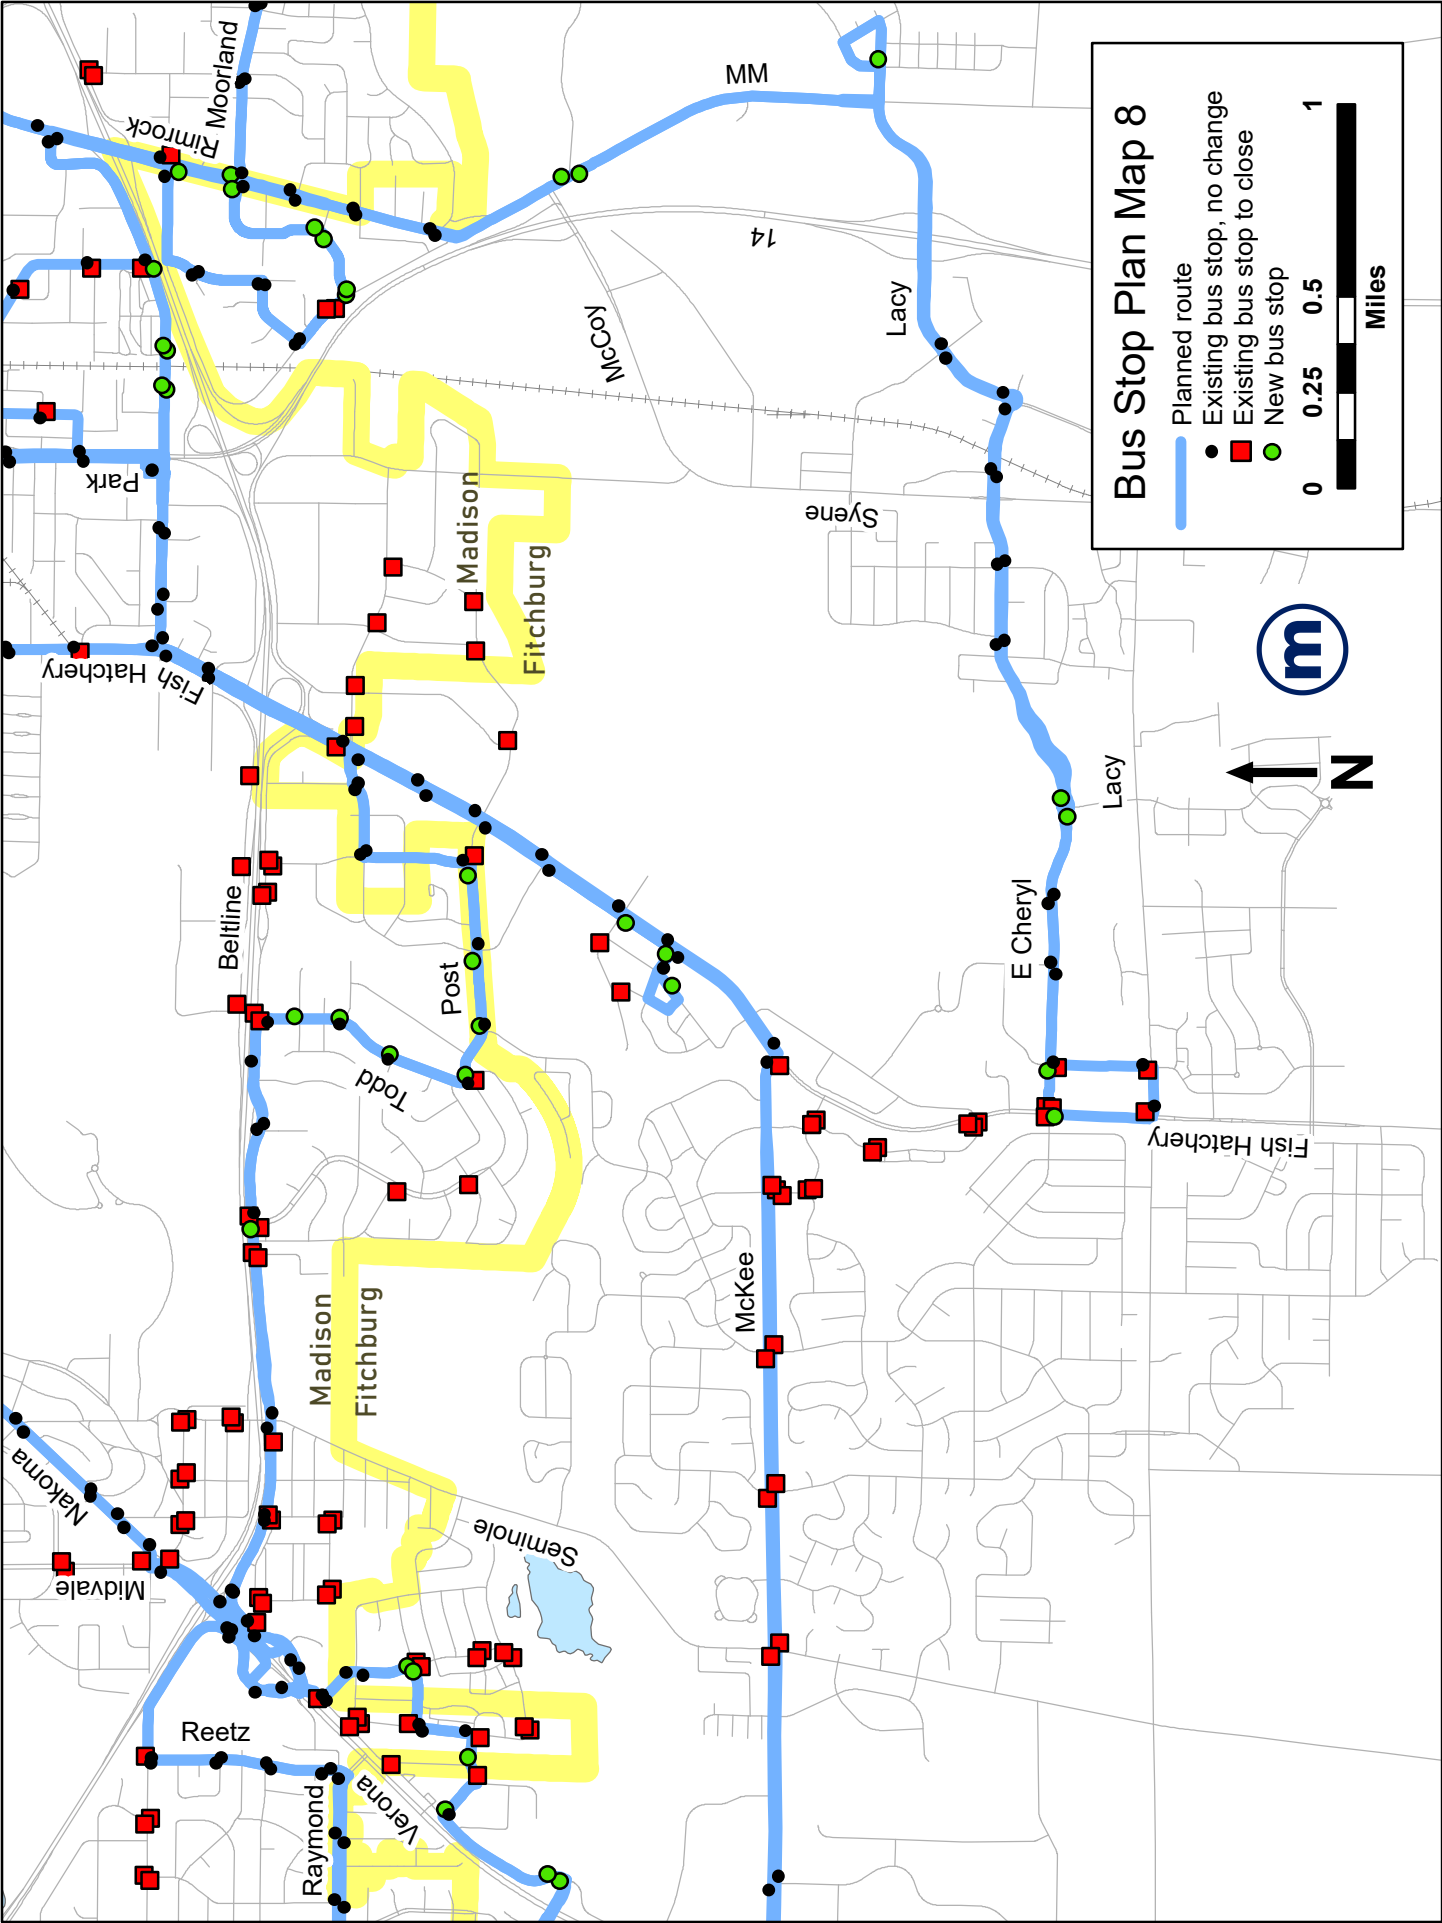 Bus Stop Plan Map 8
Planned route
Existing bus stop, no change
Existing bus stop to close
New bus stop
0 0.25 0.5 1
Miles
m
N
Moorland
Rimrock
MM
14
McCoy
Lacy
Park
Syene
Madison
Fitchburg
Fish
Hatchery
Lacy
Beltline
Post
Todd
E Cheryl
Fish Hatchery
McKee
Madison
Fitchburg
Nakoma
Midvale
Seminole
Reetz
Raymond
Verona